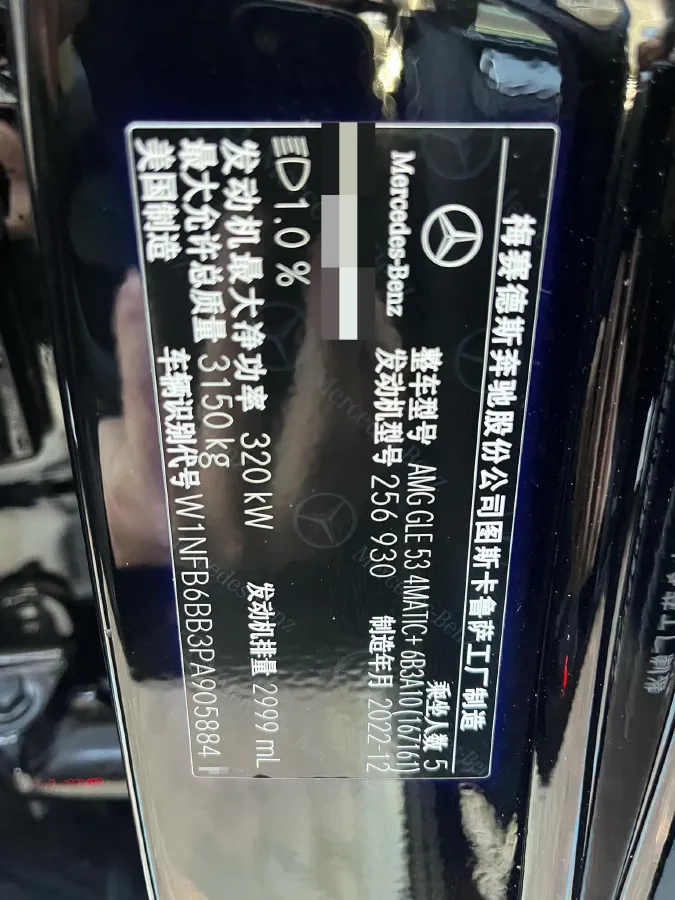 梅赛德斯奔驰股份公司图斯卡鲁萨工厂制造
Mercedes-Benz
整车型号 AMG GLE 53 4MATIC+ 6B3A10(167161)
乘坐人数 5
发动机型号 256 930
制造年月 2022-12
1.0 %
发动机最大净功率 320 kW
发动机排量 2999 mL
最大允许总质量 3150 kg
车辆识别代号 W1NFB6BB3PA905884
美国制造